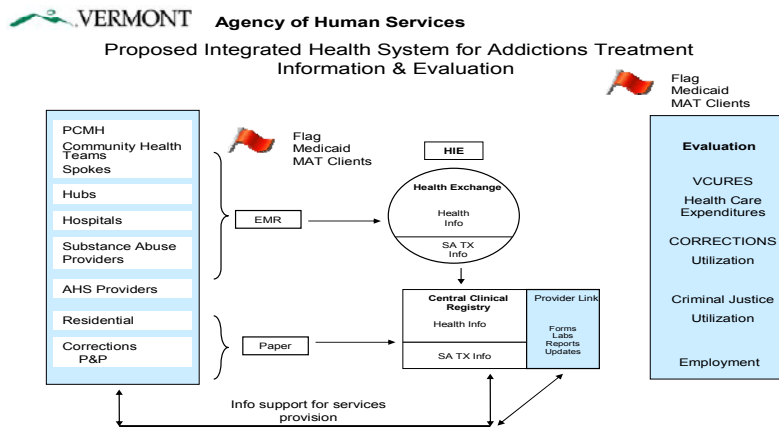 VERMONT Agency of Human Services
Proposed Integrated Health System for Addictions Treatment
Information & Evaluation
PCMH
Community Health
Teams
Spokes
Hubs
Hospitals
Substance Abuse
Providers
AHS Providers
Residential
Corrections
P&P
Flag
Medicaid
MAT Clients
EMR
Paper
HIE
Health Exchange
Health
Info
SA TX
Info
Central Clinical
Registry
Health Info
SA TX Info
Provider Link
Forms
Labs
Reports
Updates
Info support for services
provision
Flag
Medicaid
MAT Clients
Evaluation
VCURES
Health Care
Expenditures
CORRECTIONS
Utilization
Criminal Justice
Utilization
Employment